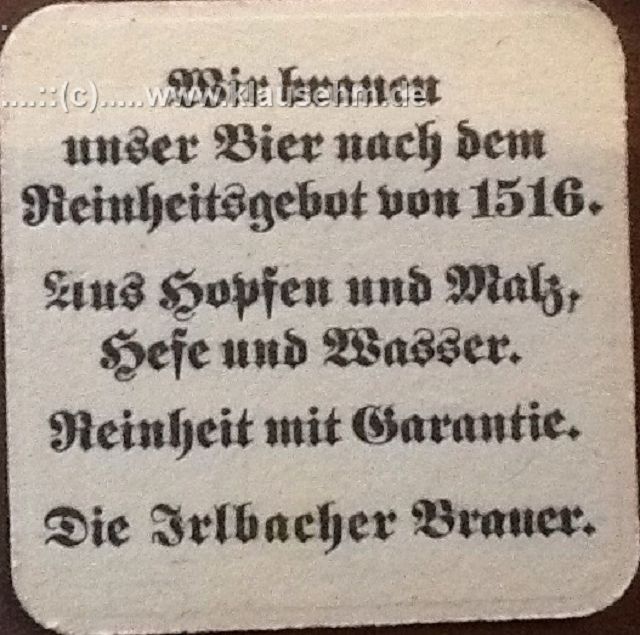 Wir brauen
.....::(c).....www.klausehm.de
unser Bier nach dem
Reinheitsgebot von 1516.
Aus Hopfen und Malz,
Hefe und Wasser.
Reinheit mit Garantie.
Die Irlbacher Brauer.